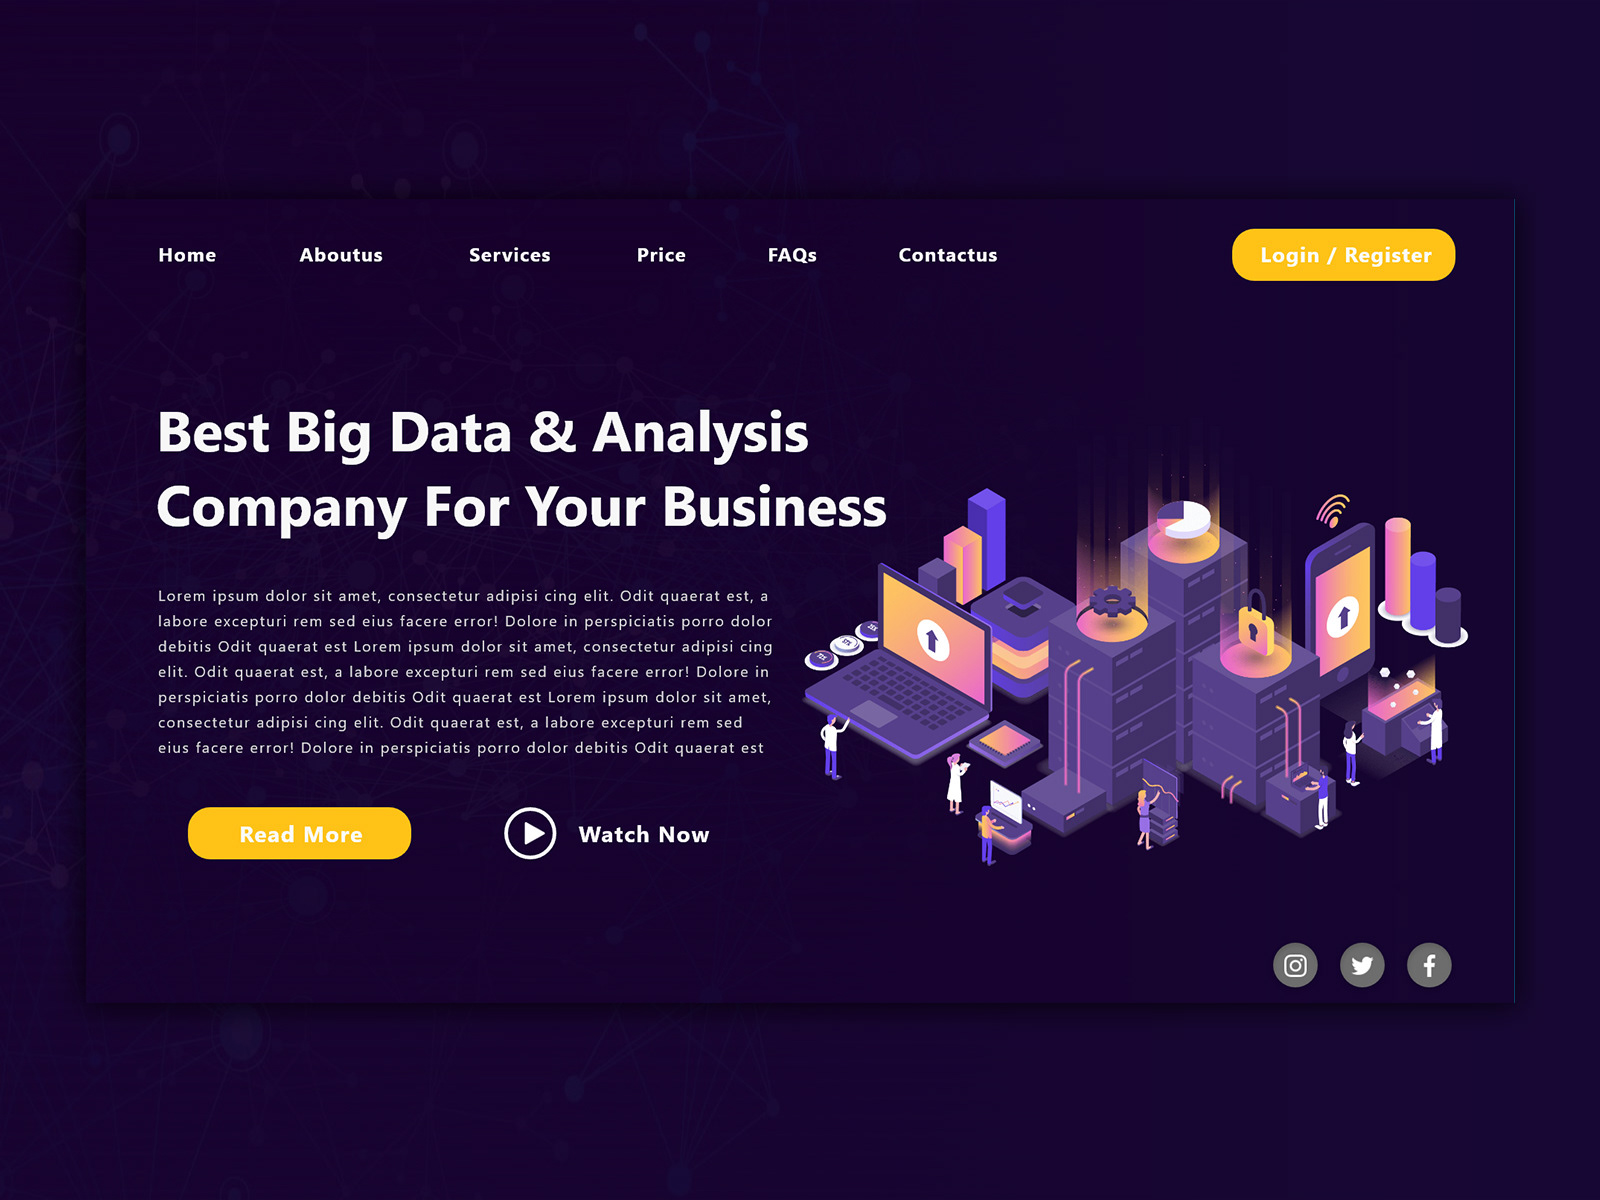 Home Aboutus Services Price FAQs Contactus Login / Register
Best Big Data & Analysis
Company For Your Business
Lorem ipsum dolor sit amet, consectetur adipisi cing elit. Odit quaerat est, a
labore excepturi rem sed eius facere error! Dolore in perspiciatis porro dolor
debitis Odit quaerat est Lorem ipsum dolor sit amet, consectetur adipisi cing
elit. Odit quaerat est, a labore excepturi rem sed eius facere error! Dolore in
perspiciatis porro dolor debitis Odit quaerat est Lorem ipsum dolor sit amet,
consectetur adipisi cing elit. Odit quaerat est, a labore excepturi rem sed
eius facere error! Dolore in perspiciatis porro dolor debitis Odit quaerat est
Read More Watch Now